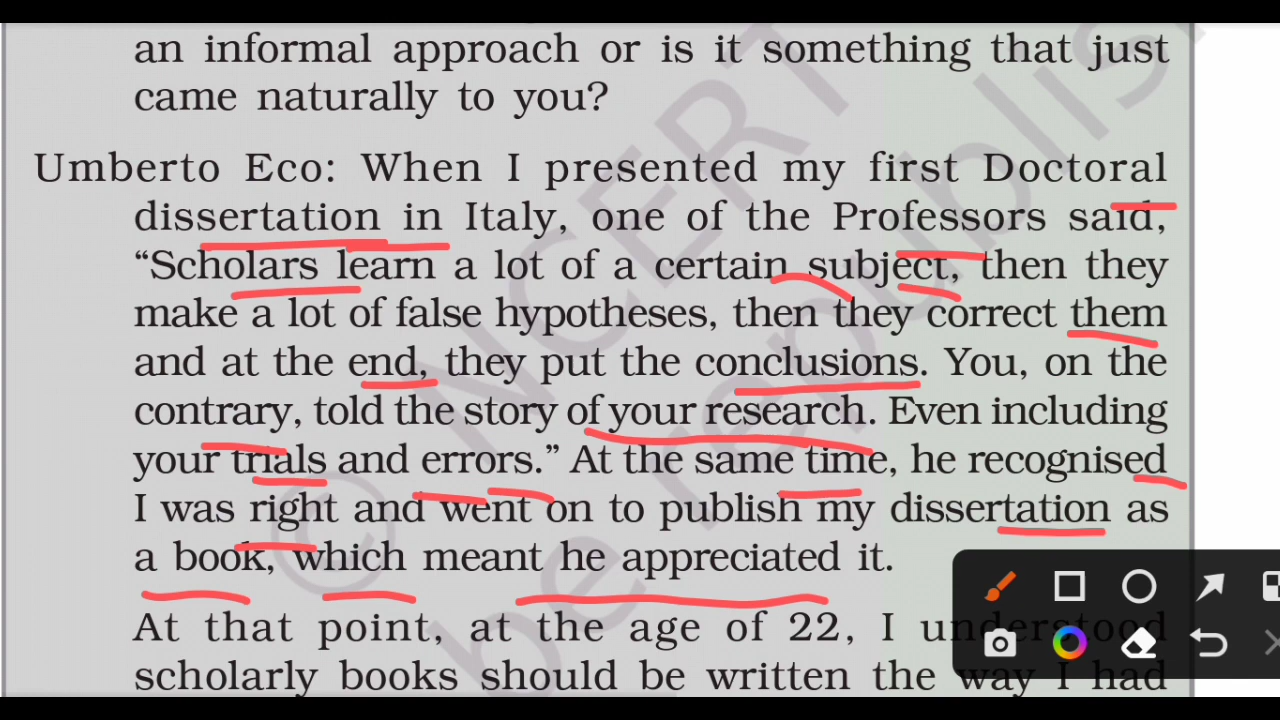 an informal approach or is it something that just
came naturally to you?
Umberto Eco: When I presented my first Doctoral
dissertation in Italy, one of the Professors said,
“Scholars learn a lot of a certain subject, then they
make a lot of false hypotheses, then they correct them
and at the end, they put the conclusions. You, on the
contrary, told the story of your research. Even including
your trials and errors.” At the same time, he recognised
I was right and went on to publish my dissertation as
a book, which meant he appreciated it.
At that point, at the age of 22, I understood
scholarly books should be written the way I had
© NCERT
be republis